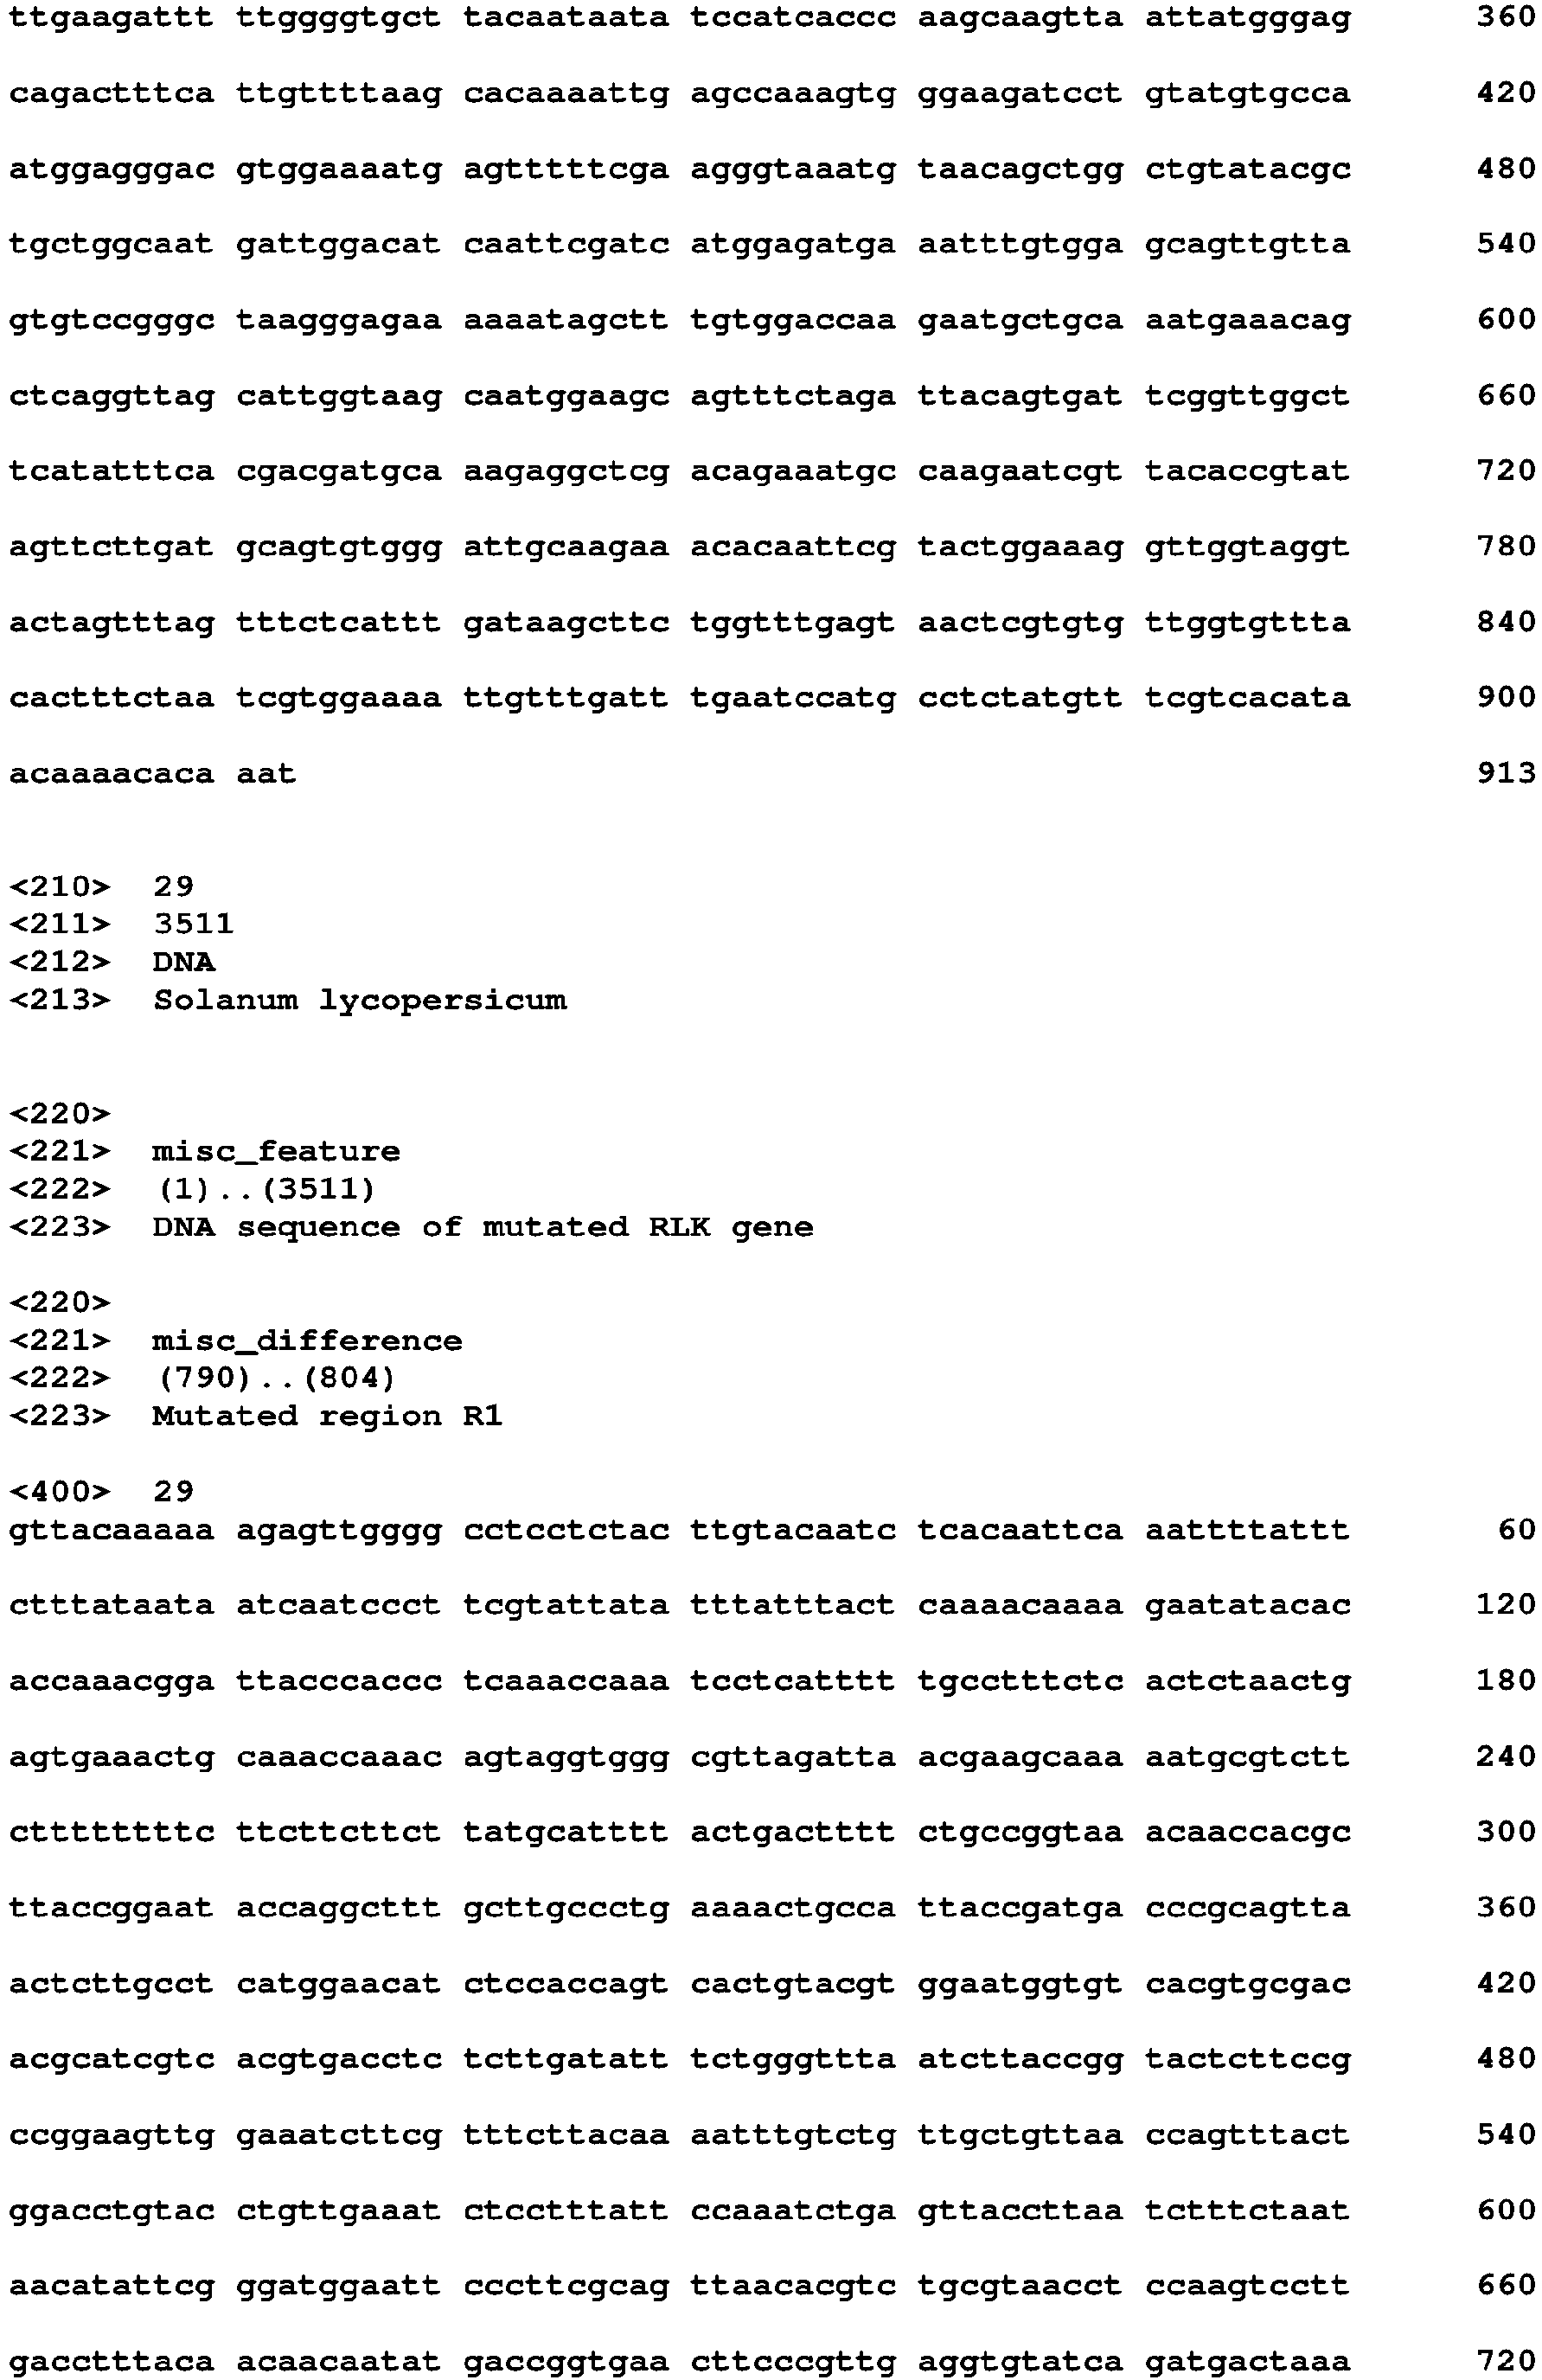 ttgaagattt ttggggtgct tacaataata tccatcaccc aagcaagtta attatgggag 360
cagactttca ttgttttaag cacaaaattg agccaaagtg ggaagatcct gtatgtgcca 420
atggagggac gtggaaaatg agtttttcga agggtaaatg taacagctgg ctgtatacgc 480
tgctggcaat gattggacat caattcgatc atggagatga aatttgtgga gcagttgtta 540
gtgtccgggc taagggagaa aaaatagctt tgtggaccaa gaatgctgca aatgaaacag 600
ctcaggttag cattggtaag caatggaagc agtttctaga ttacagtgat tcggttggct 660
tcatatttca cgacgatgca aagaggctcg acagaaatgc caagaatcgt tacaccgtat 720
agttcttgat gcagtgtggg attgcaagaa acacaattcg tactggaaag gttggtaggt 780
actagtttag tttctcattt gataagcttc tggtttgagt aactcgtgtg ttggtgttta 840
cactttctaa tcgtggaaaa ttgtttgatt tgaatccatg cctctatgtt tcgtcacata 900
acaaaacaca aat 913
<210> 29
<211> 3511
<212> DNA
<213> Solanum lycopersicum
<220>
<221> misc_feature
<222> (1)..(3511)
<223> DNA sequence of mutated RLK gene
<220>
<221> misc_difference
<222> (790)..(804)
<223> Mutated region R1
<400> 29
gttacaaaaa agagttgggg cctcctctac ttgtacaatc tcacaattca aattttattt 60
ctttataata atcaatccct tcgtattata tttatttact caaaacaaaa gaatatacac 120
accaaacgga ttacccaccc tcaaaccaaa tcctcatttt tgcctttctc actctaactg 180
agtgaaactg caaaccaaac agtaggtggg cgttagatta acgaagcaaa aatgcgtctt 240
cttttttttc ttcttcttct tatgcatttt actgactttt ctgccggtaa acaaccacgc 300
ttaccggaat accaggcttt gcttgccctg aaaactgcca ttaccgatga cccgcagtta 360
actcttgcct catggaacat ctccaccagt cactgtacgt ggaatggtgt cacgtgcgac 420
acgcatcgtc acgtgacctc tcttgatatt tctgggttta atcttaccgg tactcttccg 480
ccggaagttg gaaatcttcg tttcttacaa aatttgtctg ttgctgttaa ccagtttact 540
ggacctgtac ctgttgaaat ctcctttatt ccaaatctga gttaccttaa tctttctaat 600
aacatattcg ggatggaatt cccttcgcag ttaacacgtc tgcgtaacct ccaagtcctt 660
gacctttaca acaacaatat gaccggtgaa cttcccgttg aggtgtatca gatgactaaa 720